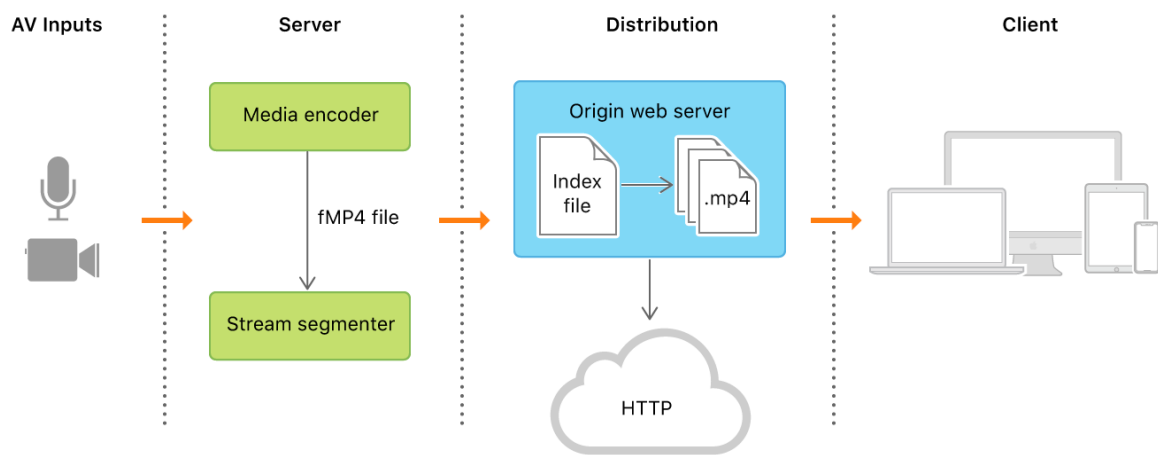 AV Inputs
Server
Distribution
Client
Media encoder
fMP4 file
Stream segmenter
Origin web server
Index
file
.mp4
HTTP